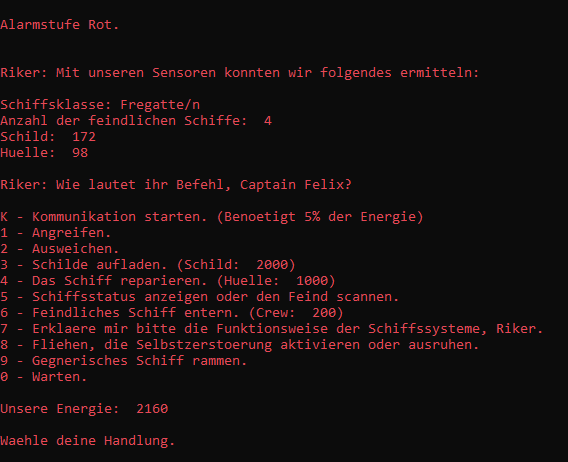 Alarmstufe Rot.
Riker: Mit unseren Sensoren konnten wir folgendes ermitteln:
Schiffsklasse: Fregatte/n
Anzahl der feindlichen Schiffe:  4
Schild:  172
Huelle:  98
Riker: Wie lautet ihr Befehl, Captain Felix?
K - Kommunikation starten. (Benoetigt 5% der Energie)
1 - Angreifen.
2 - Ausweichen.
3 - Schilde aufladen. (Schild:  2000)
4 - Das Schiff reparieren. (Huelle:  1000)
5 - Schiffsstatus anzeigen oder den Feind scannen.
6 - Feindliches Schiff entern. (Crew:  200)
7 - Erklaere mir bitte die Funktionsweise der Schiffssysteme, Riker.
8 - Fliehen, die Selbstzerstoerung aktivieren oder ausruhen.
9 - Gegnerisches Schiff rammen.
0 - Warten.
Unsere Energie:  2160
Waehle deine Handlung.